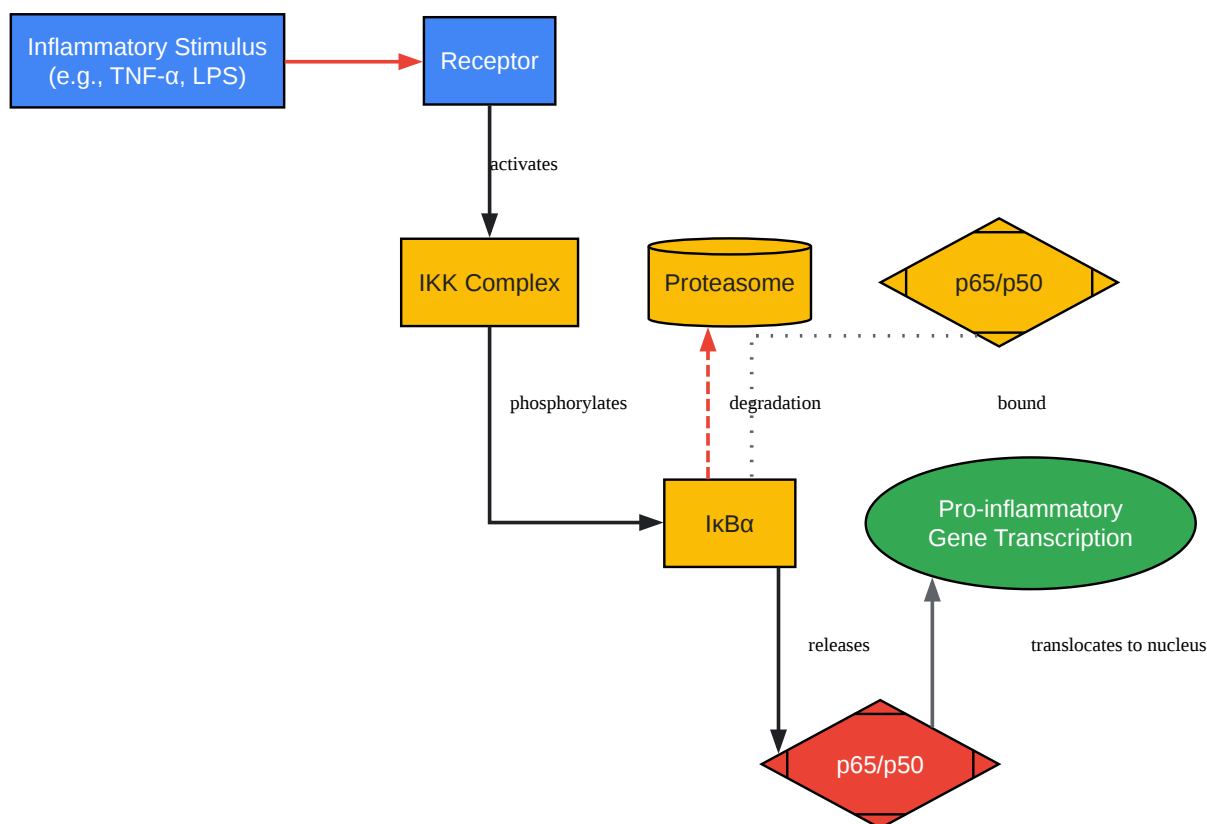 Inflammatory Stimulus
(e.g., TNF-α, LPS)
Receptor
activates
IKK Complex
Proteasome
p65/p50
phosphorylates
degradation
bound
IκBα
Pro-inflammatory
Gene Transcription
releases
translocates to nucleus
p65/p50